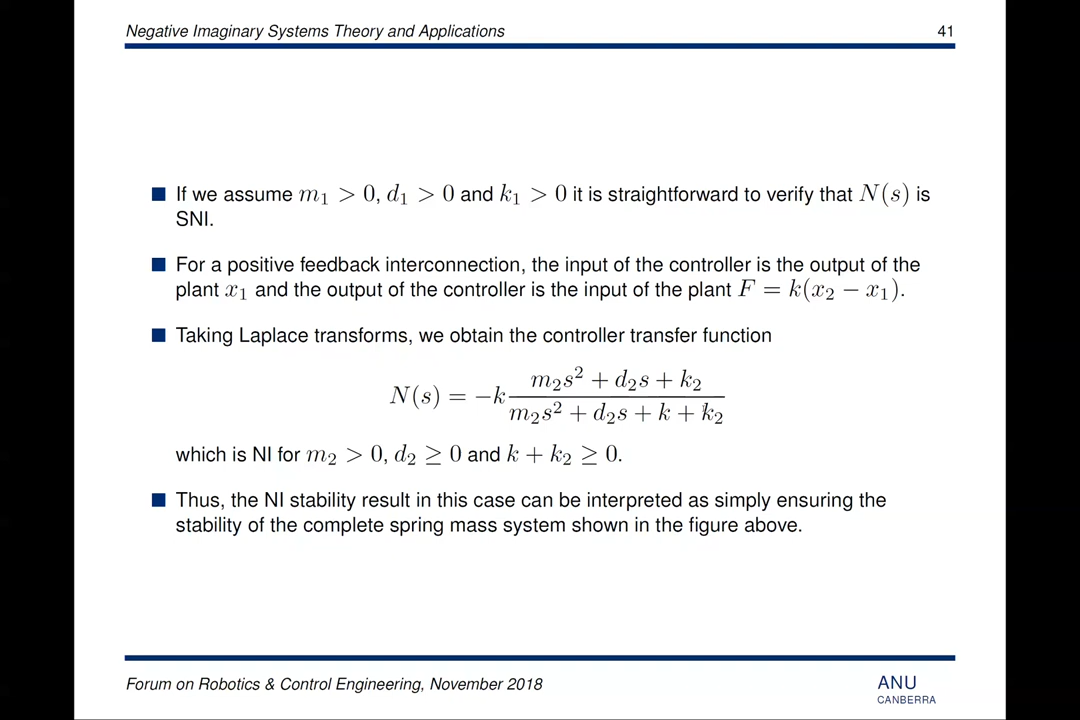 Negative Imaginary Systems Theory and Applications 41
■ If we assume m₁ > 0, d₁ > 0 and k₁ > 0 it is straightforward to verify that N(s) is
SNI.
■ For a positive feedback interconnection, the input of the controller is the output of the
plant x₁ and the output of the controller is the input of the plant F = k(x₂ − x₁).
■ Taking Laplace transforms, we obtain the controller transfer function
N(s) = −k (m₂s² + d₂s + k₂) / (m₂s² + d₂s + k + k₂)
which is NI for m₂ > 0, d₂ ≥ 0 and k + k₂ ≥ 0.
■ Thus, the NI stability result in this case can be interpreted as simply ensuring the
stability of the complete spring mass system shown in the figure above.
Forum on Robotics & Control Engineering, November 2018 ANU
CANBERRA